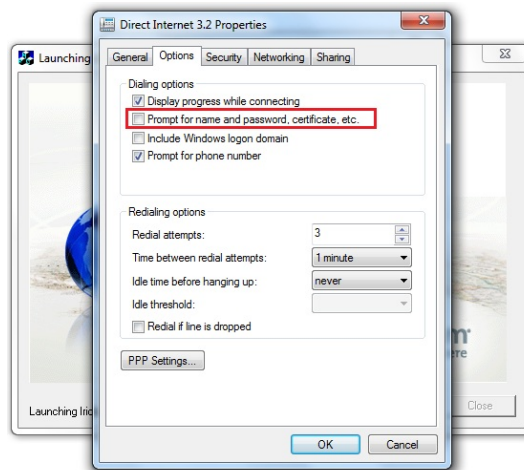 Direct Internet 3.2 Properties
Launching
General Options Security Networking Sharing
Dialing options
Display progress while connecting
Prompt for name and password, certificate, etc.
Include Windows logon domain
Prompt for phone number
Redialing options
Redial attempts: 3
Time between redial attempts: 1 minute
Idle time before hanging up: never
Idle threshold:
Redial if line is dropped
PPP Settings...
Launching Iric
Close
OK Cancel